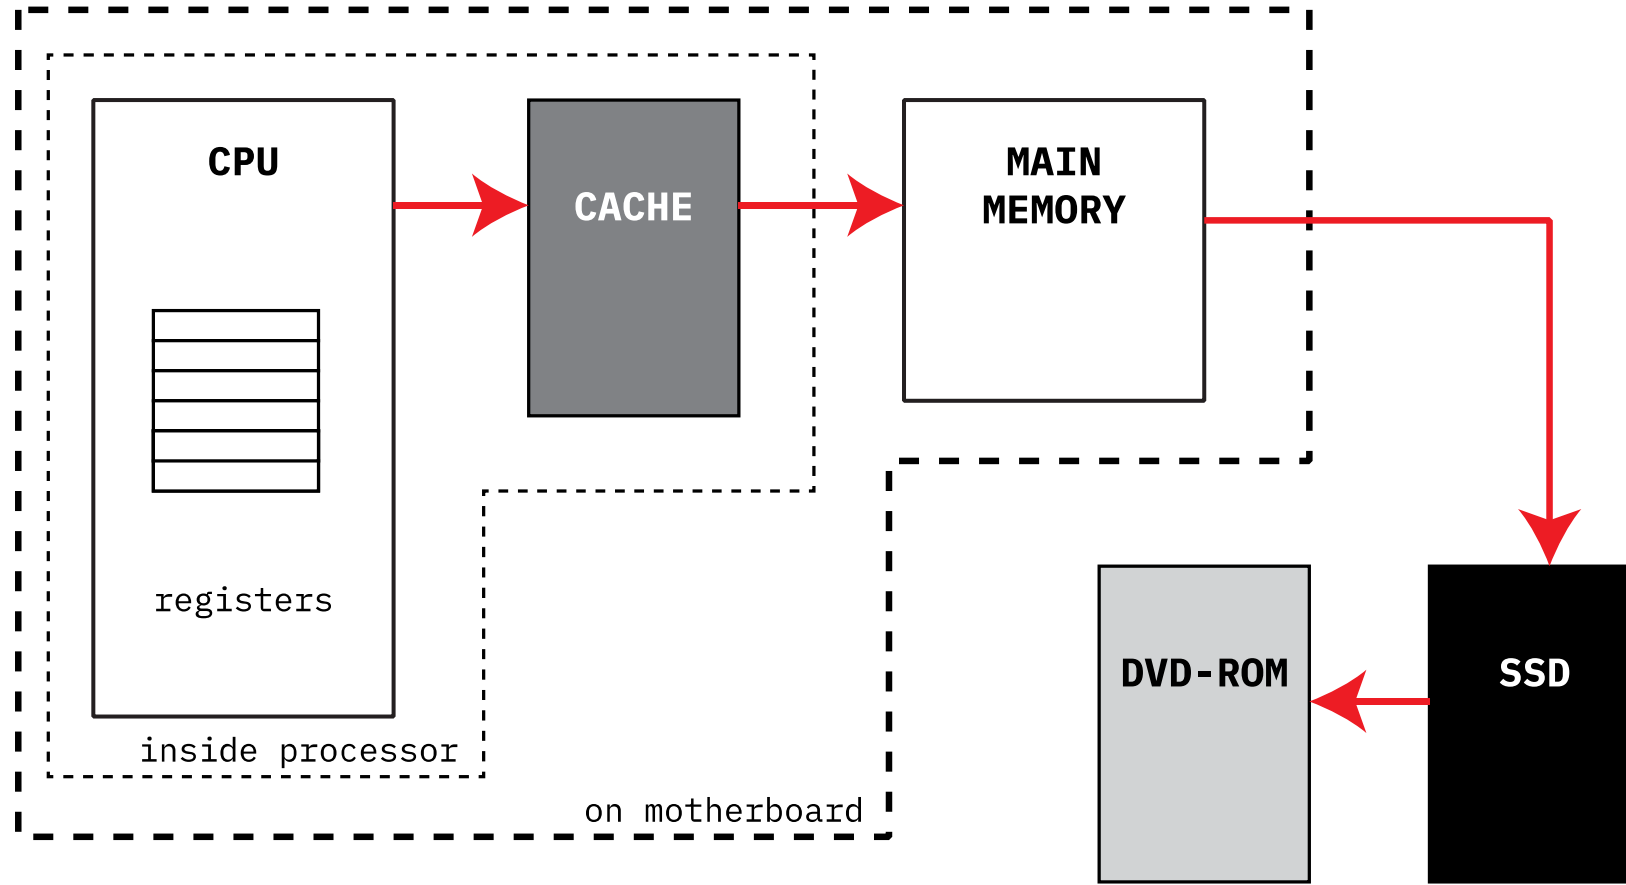 CPU
CACHE
MAIN
MEMORY
registers
inside processor
on motherboard
DVD-ROM
SSD